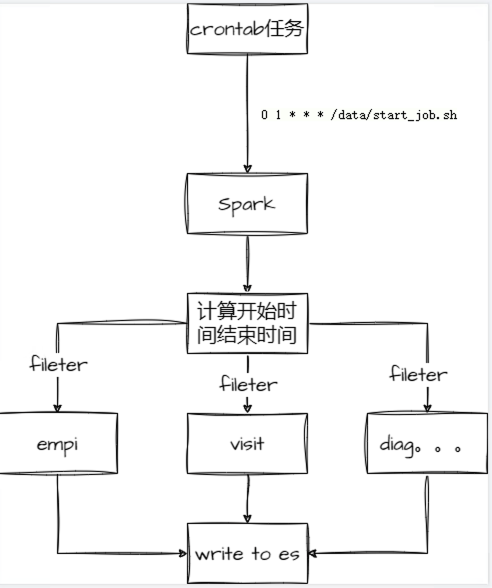 crontab任务
0 1 * * * /data/start_job.sh
Spark
计算开始时
间结束时间
fileter
fileter
fileter
empi
visit
diag。。。
write to es